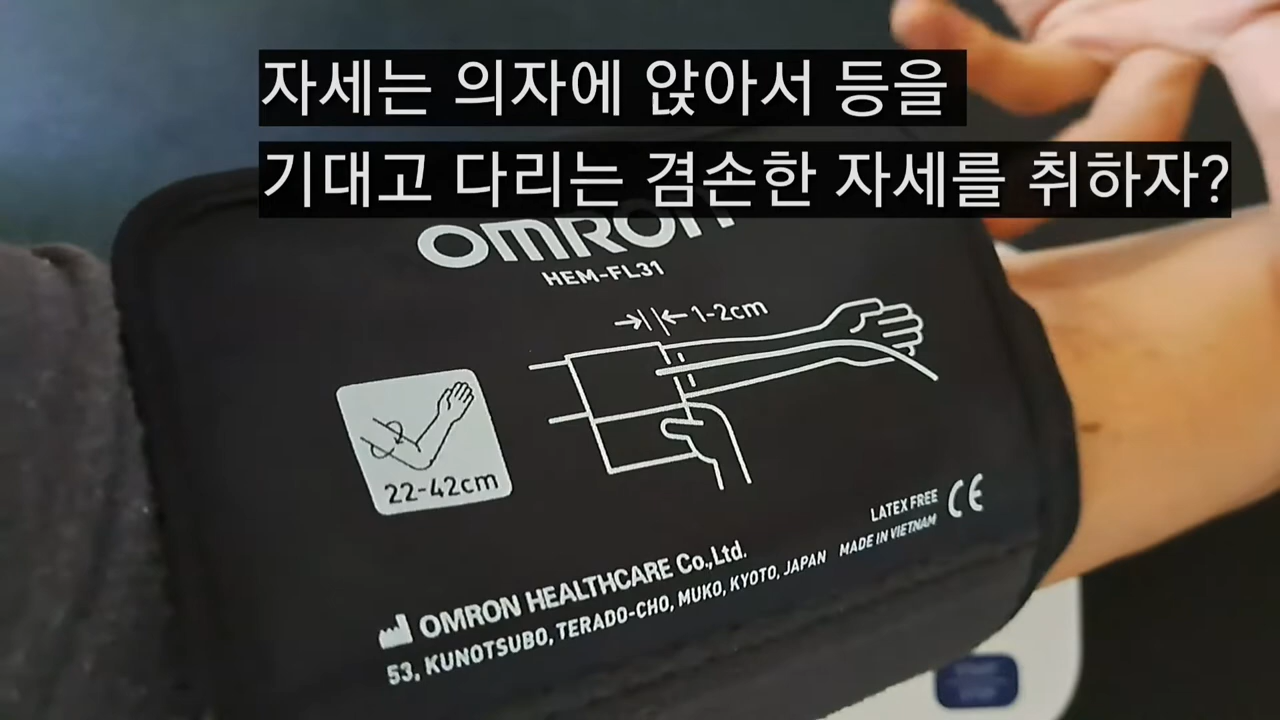 자세는 의자에 앉아서 등을
기대고 다리는 겸손한 자세를 취하자?
OMRON
HEM-FL31
1-2cm
22-42cm
LATEX FREE CE
MADE IN VIETNAM
OMRON HEALTHCARE Co.,Ltd.
53, KUNOTSUBO, TERADO-CHO, MUKO, KYOTO, JAPAN